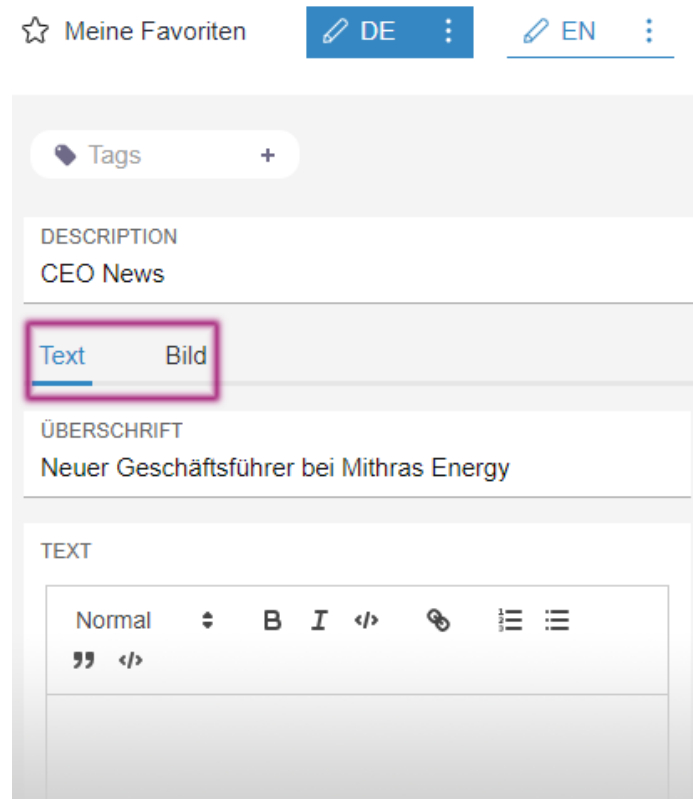 Meine Favoriten DE EN
Tags +
DESCRIPTION
CEO News
Text Bild
ÜBERSCHRIFT
Neuer Geschäftsführer bei Mithras Energy
TEXT
Normal B I </>
" </>